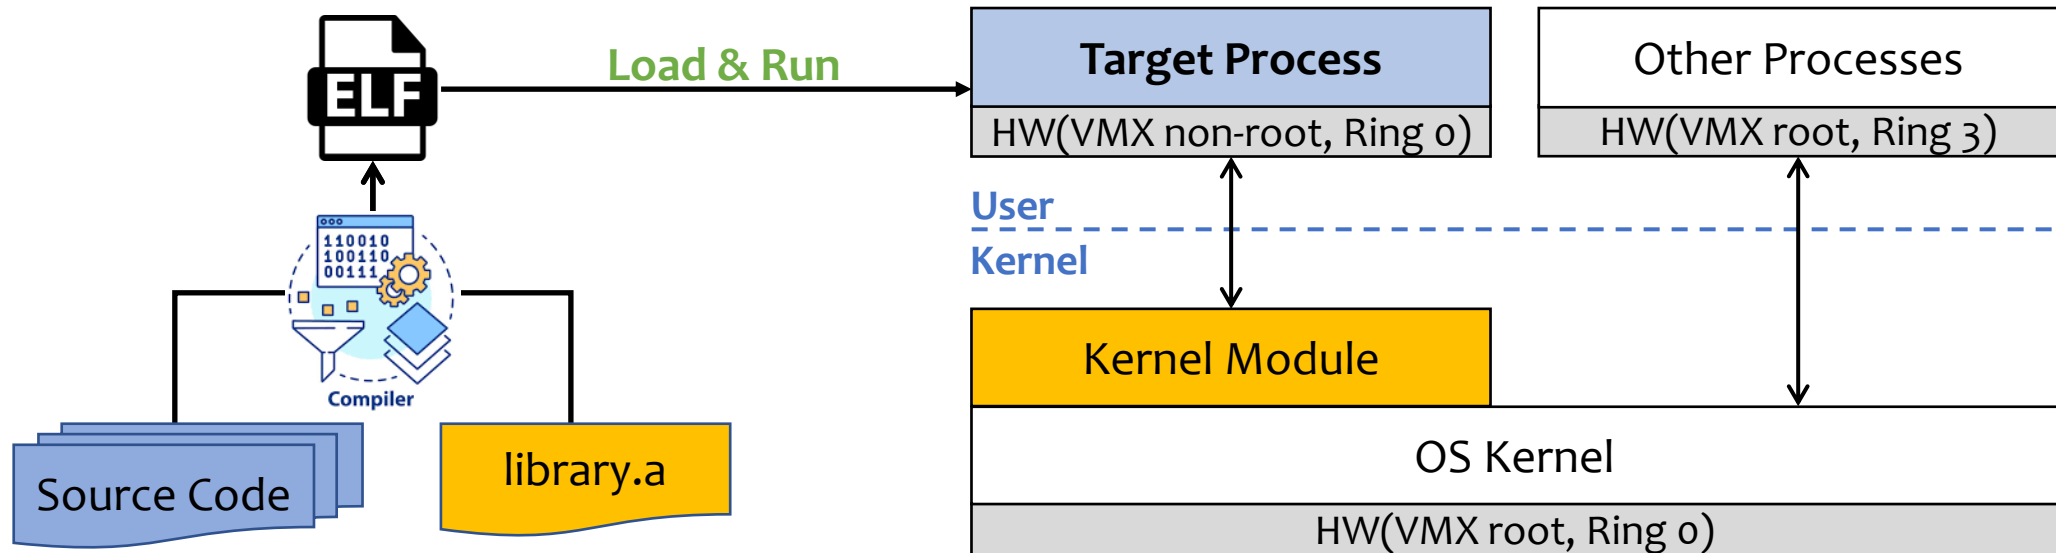 ELF
Load & Run
Target Process
HW(VMX non-root, Ring 0)
Other Processes
HW(VMX root, Ring 3)
User
Kernel
110010
100110
00111
Compiler
Source Code
library.a
Kernel Module
OS Kernel
HW(VMX root, Ring 0)